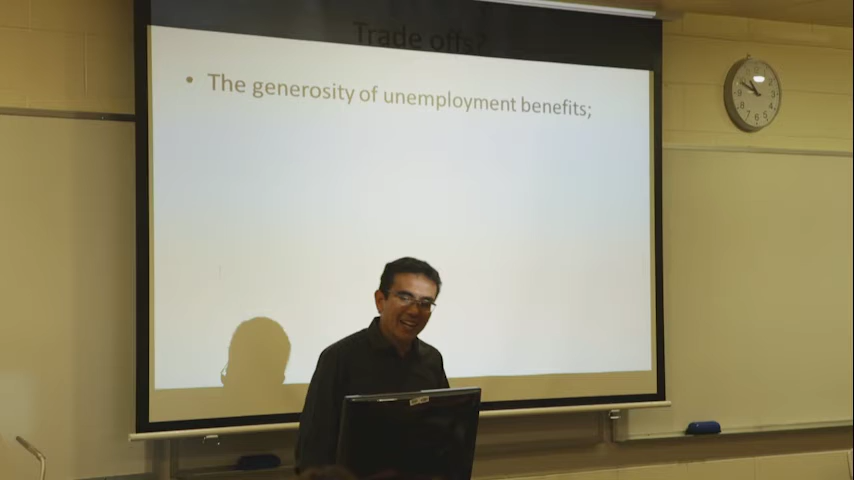 Trade offs?
• The generosity of unemployment benefits;